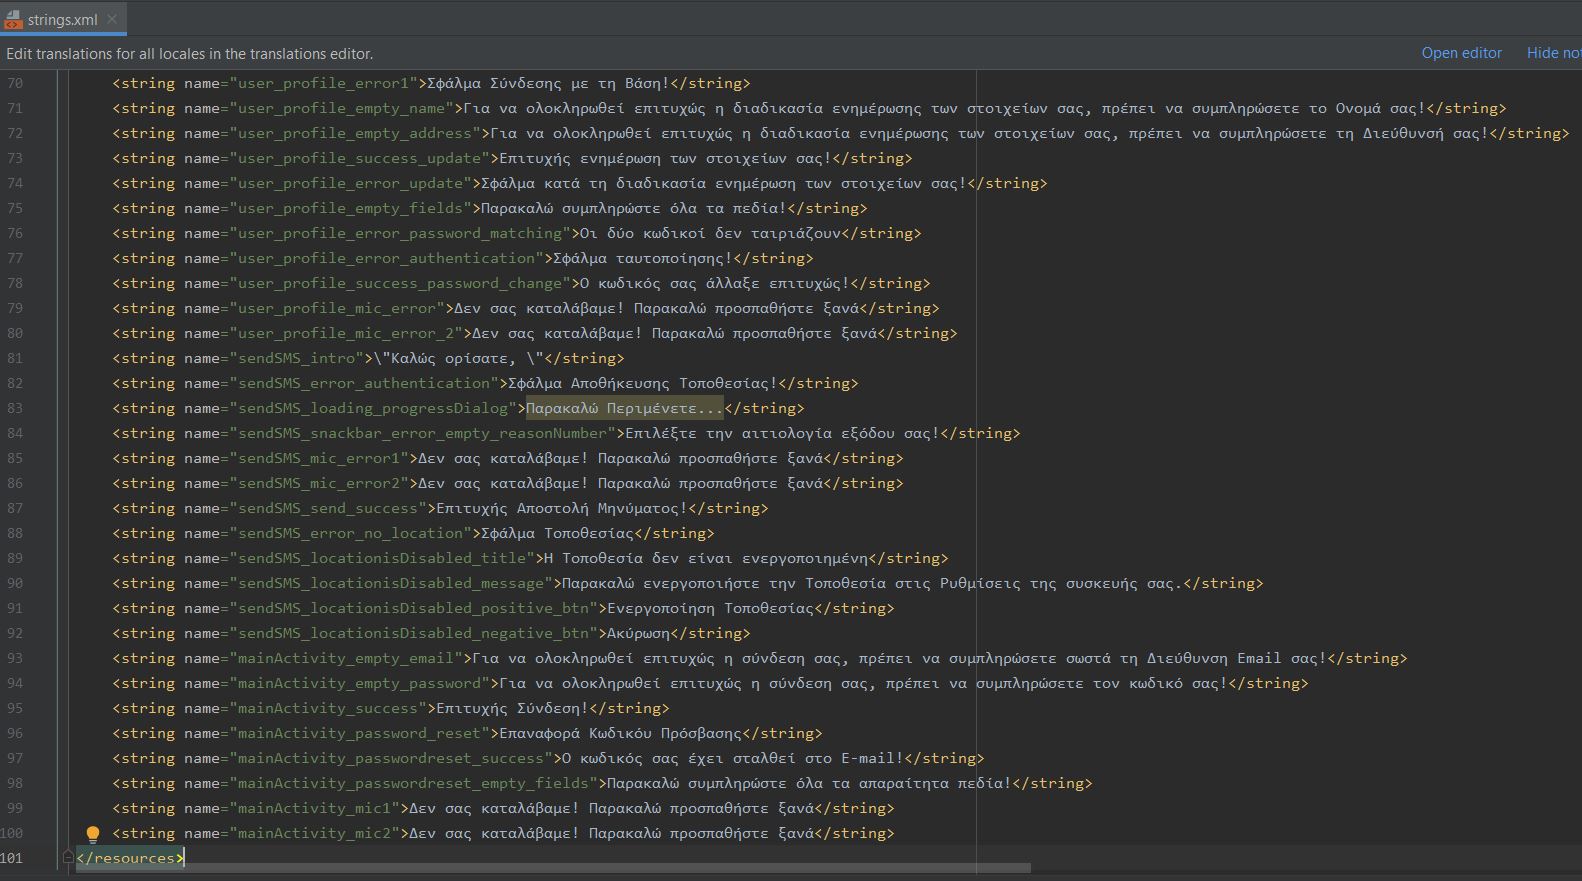 strings.xml
Edit translations for all locales in the translations editor. Open editor Hide not
70 <string name="user_profile_error1">Σφάλμα Σύνδεσης με τη Βάση!</string>
71 <string name="user_profile_empty_name">Για να ολοκληρωθεί επιτυχώς η διαδικασία ενημέρωσης των στοιχείων σας, πρέπει να συμπληρώσετε το Ονομά σας!</string>
72 <string name="user_profile_empty_address">Για να ολοκληρωθεί επιτυχώς η διαδικασία ενημέρωσης των στοιχείων σας, πρέπει να συμπληρώσετε τη Διεύθυνσή σας!</string>
73 <string name="user_profile_success_update">Επιτυχής ενημέρωση των στοιχείων σας!</string>
74 <string name="user_profile_error_update">Σφάλμα κατά τη διαδικασία ενημέρωση των στοιχείων σας!</string>
75 <string name="user_profile_empty_fields">Παρακαλώ συμπληρώστε όλα τα πεδία!</string>
76 <string name="user_profile_error_password_matching">Οι δύο κωδικοί δεν ταιριάζουν</string>
77 <string name="user_profile_error_authentication">Σφάλμα ταυτοποίησης!</string>
78 <string name="user_profile_success_password_change">Ο κωδικός σας άλλαξε επιτυχώς!</string>
79 <string name="user_profile_mic_error">Δεν σας καταλάβαμε! Παρακαλώ προσπαθήστε ξανά</string>
80 <string name="user_profile_mic_error_2">Δεν σας καταλάβαμε! Παρακαλώ προσπαθήστε ξανά</string>
81 <string name="sendSMS_intro">\"Καλώς ορίσατε, \"</string>
82 <string name="sendSMS_error_authentication">Σφάλμα Αποθήκευσης Τοποθεσίας!</string>
83 <string name="sendSMS_loading_progressDialog">Παρακαλώ Περιμένετε...</string>
84 <string name="sendSMS_snackbar_error_empty_reasonNumber">Επιλέξτε την αιτιολογία εξόδου σας!</string>
85 <string name="sendSMS_mic_error1">Δεν σας καταλάβαμε! Παρακαλώ προσπαθήστε ξανά</string>
86 <string name="sendSMS_mic_error2">Δεν σας καταλάβαμε! Παρακαλώ προσπαθήστε ξανά</string>
87 <string name="sendSMS_send_success">Επιτυχής Αποστολή Μηνύματος!</string>
88 <string name="sendSMS_error_no_location">Σφάλμα Τοποθεσίας</string>
89 <string name="sendSMS_locationisDisabled_title">Η Τοποθεσία δεν είναι ενεργοποιημένη</string>
90 <string name="sendSMS_locationisDisabled_message">Παρακαλώ ενεργοποιήστε την Τοποθεσία στις Ρυθμίσεις της συσκευής σας.</string>
91 <string name="sendSMS_locationisDisabled_positive_btn">Ενεργοποίηση Τοποθεσίας</string>
92 <string name="sendSMS_locationisDisabled_negative_btn">Ακύρωση</string>
93 <string name="mainActivity_empty_email">Για να ολοκληρωθεί επιτυχώς η σύνδεση σας, πρέπει να συμπληρώσετε σωστά τη Διεύθυνση Email σας!</string>
94 <string name="mainActivity_empty_password">Για να ολοκληρωθεί επιτυχώς η σύνδεση σας, πρέπει να συμπληρώσετε τον κωδικό σας!</string>
95 <string name="mainActivity_success">Επιτυχής Σύνδεση!</string>
96 <string name="mainActivity_password_reset">Επαναφορά Κωδικόυ Πρόσβασης</string>
97 <string name="mainActivity_passwordreset_success">Ο κωδικός σας έχει σταλθεί στο E-mail!</string>
98 <string name="mainActivity_passwordreset_empty_fields">Παρακαλώ συμπληρώστε όλα τα απαραίτητα πεδία!</string>
99 <string name="mainActivity_mic1">Δεν σας καταλάβαμε! Παρακαλώ προσπαθήστε ξανά</string>
100 <string name="mainActivity_mic2">Δεν σας καταλάβαμε! Παρακαλώ προσπαθήστε ξανά</string>
101 </resources>